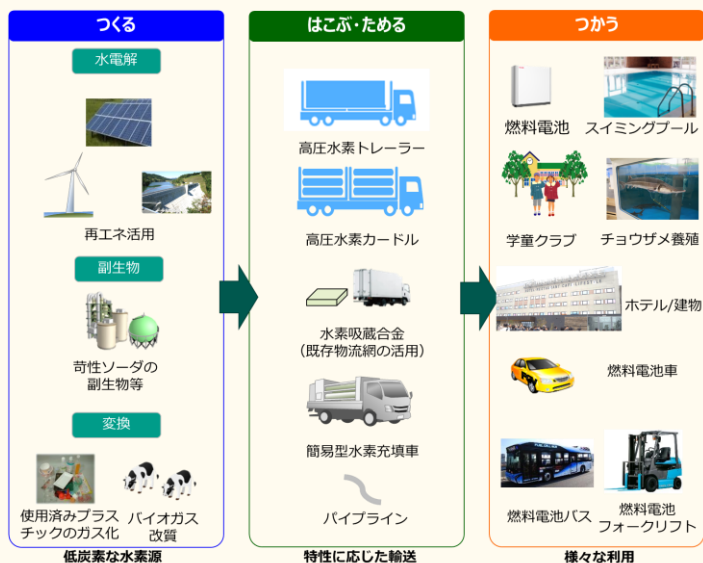 つくる
水電解
再エネ活用
副生物
苛性ソーダの
副生物等
変換
使用済みプラス
チックのガス化
バイオガス
改質
低炭素な水素源
はこぶ・ためる
高圧水素トレーラー
高圧水素カードル
水素吸蔵合金
（既存物流網の活用）
簡易型水素充填車
パイプライン
特性に応じた輸送
つかう
燃料電池
スイミングプール
学童クラブ
チョウザメ養殖
ホテル/建物
燃料電池車
燃料電池バス
燃料電池
フォークリフト
様々な利用